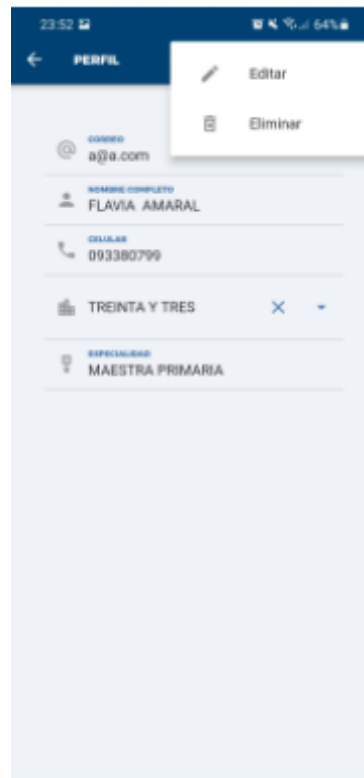 23:52 64%
PERFIL
Editar
Eliminar
CORREO
a@a.com
NOMBRE COMPLETO
FLAVIA AMARAL
CELULAR
093380799
TREINTA Y TRES
ESPECIALIDAD
MAESTRA PRIMARIA